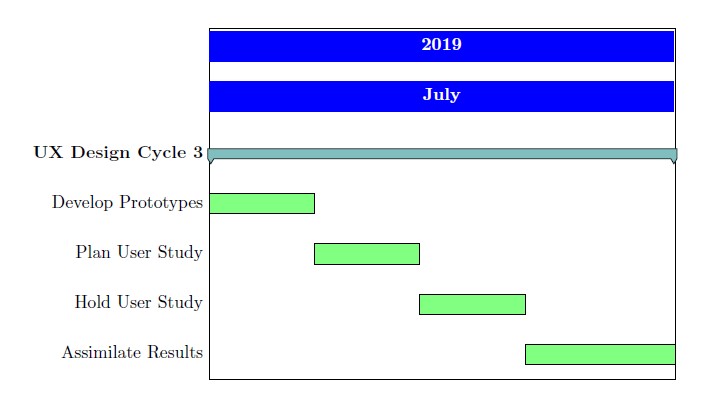 2019
July
UX Design Cycle 3
Develop Prototypes
Plan User Study
Hold User Study
Assimilate Results